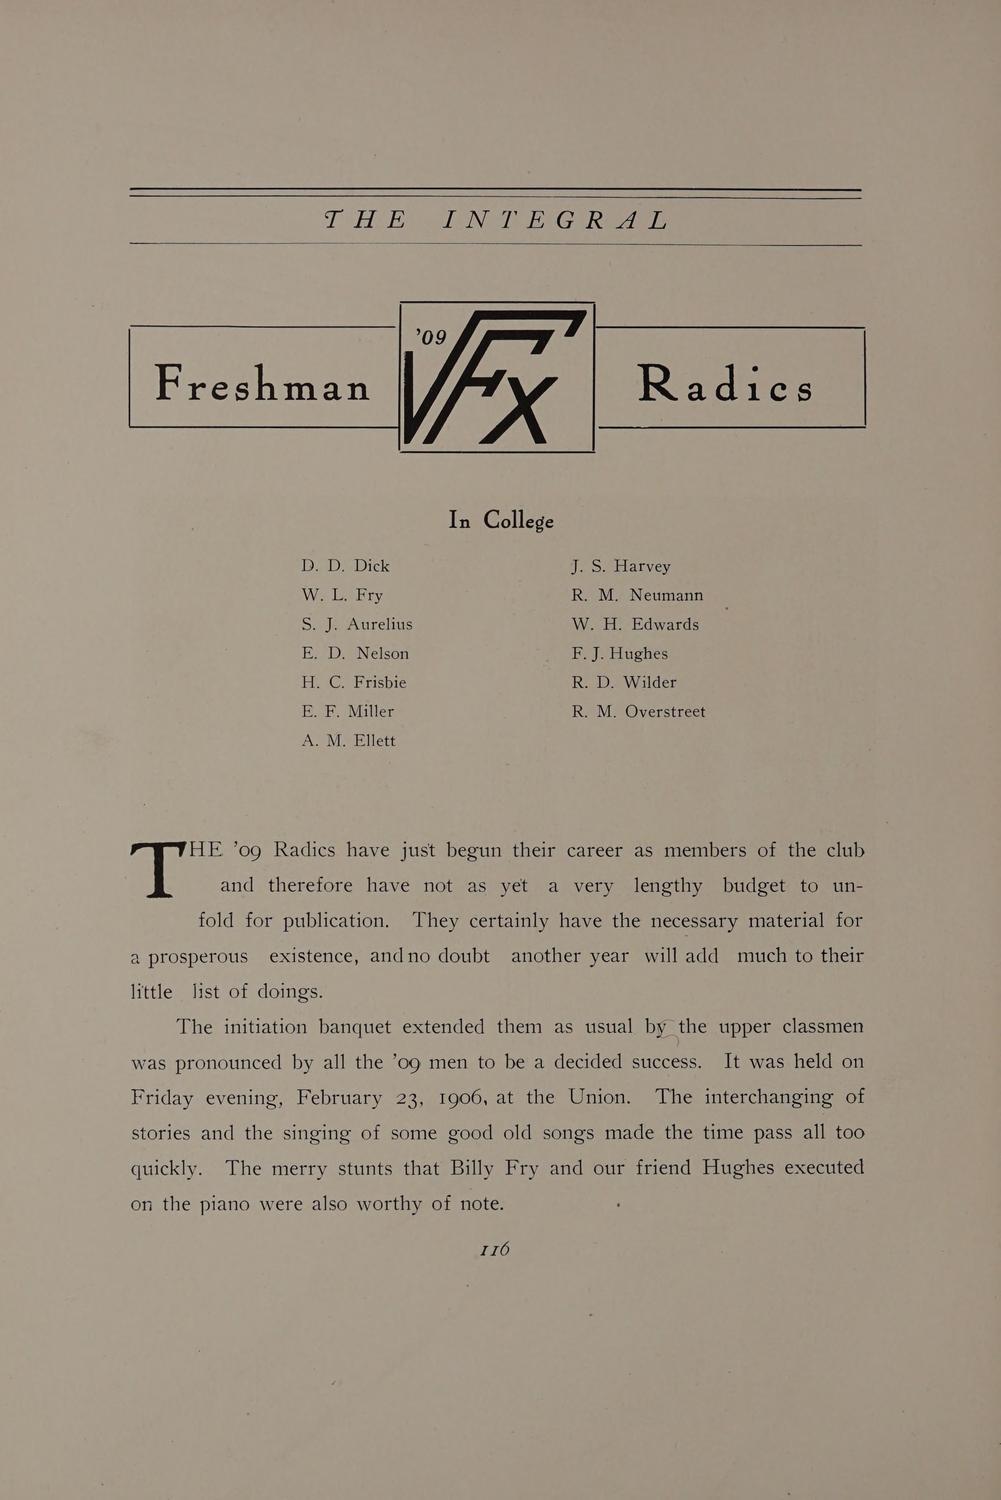 THE INTEGRAL
Freshman '09 √Fx Radics
In College
D. D. Dick
W. L. Fry
S. J. Aurelius
E. D. Nelson
H. C. Frisbie
E. F. Miller
A. M. Ellett
J. S. Harvey
R. M. Neumann
W. H. Edwards
F. J. Hughes
R. D. Wilder
R. M. Overstreet
THE '09 Radics have just begun their career as members of the club
and therefore have not as yet a very lengthy budget to un-
fold for publication. They certainly have the necessary material for
a prosperous existence, and no doubt another year will add much to their
little list of doings.
The initiation banquet extended them as usual by the upper classmen
was pronounced by all the '09 men to be a decided success. It was held on
Friday evening, February 23, 1906, at the Union. The interchanging of
stories and the singing of some good old songs made the time pass all too
quickly. The merry stunts that Billy Fry and our friend Hughes executed
on the piano were also worthy of note.
116